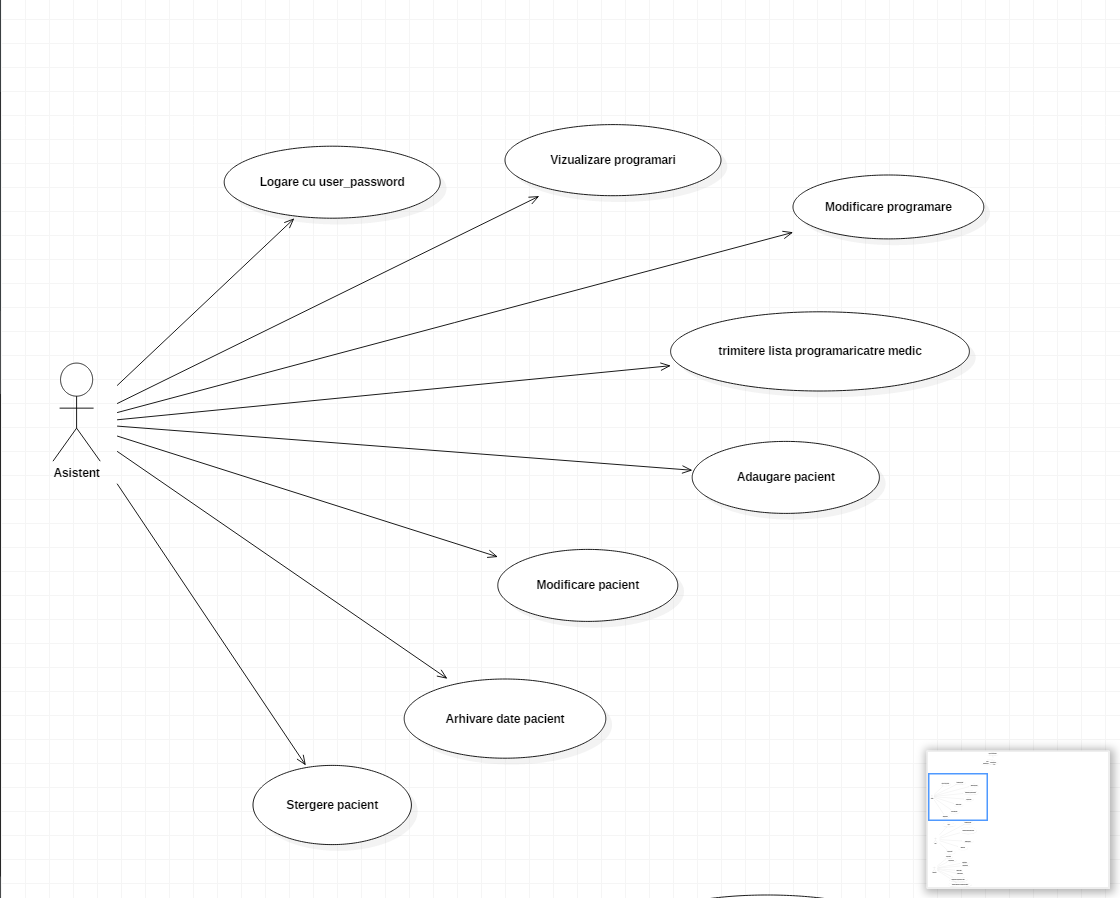 Vizualizare programari
Logare cu user_password
Modificare programare
trimitere lista programaricatre medic
Asistent
Adaugare pacient
Modificare pacient
Arhivare date pacient
Stergere pacient